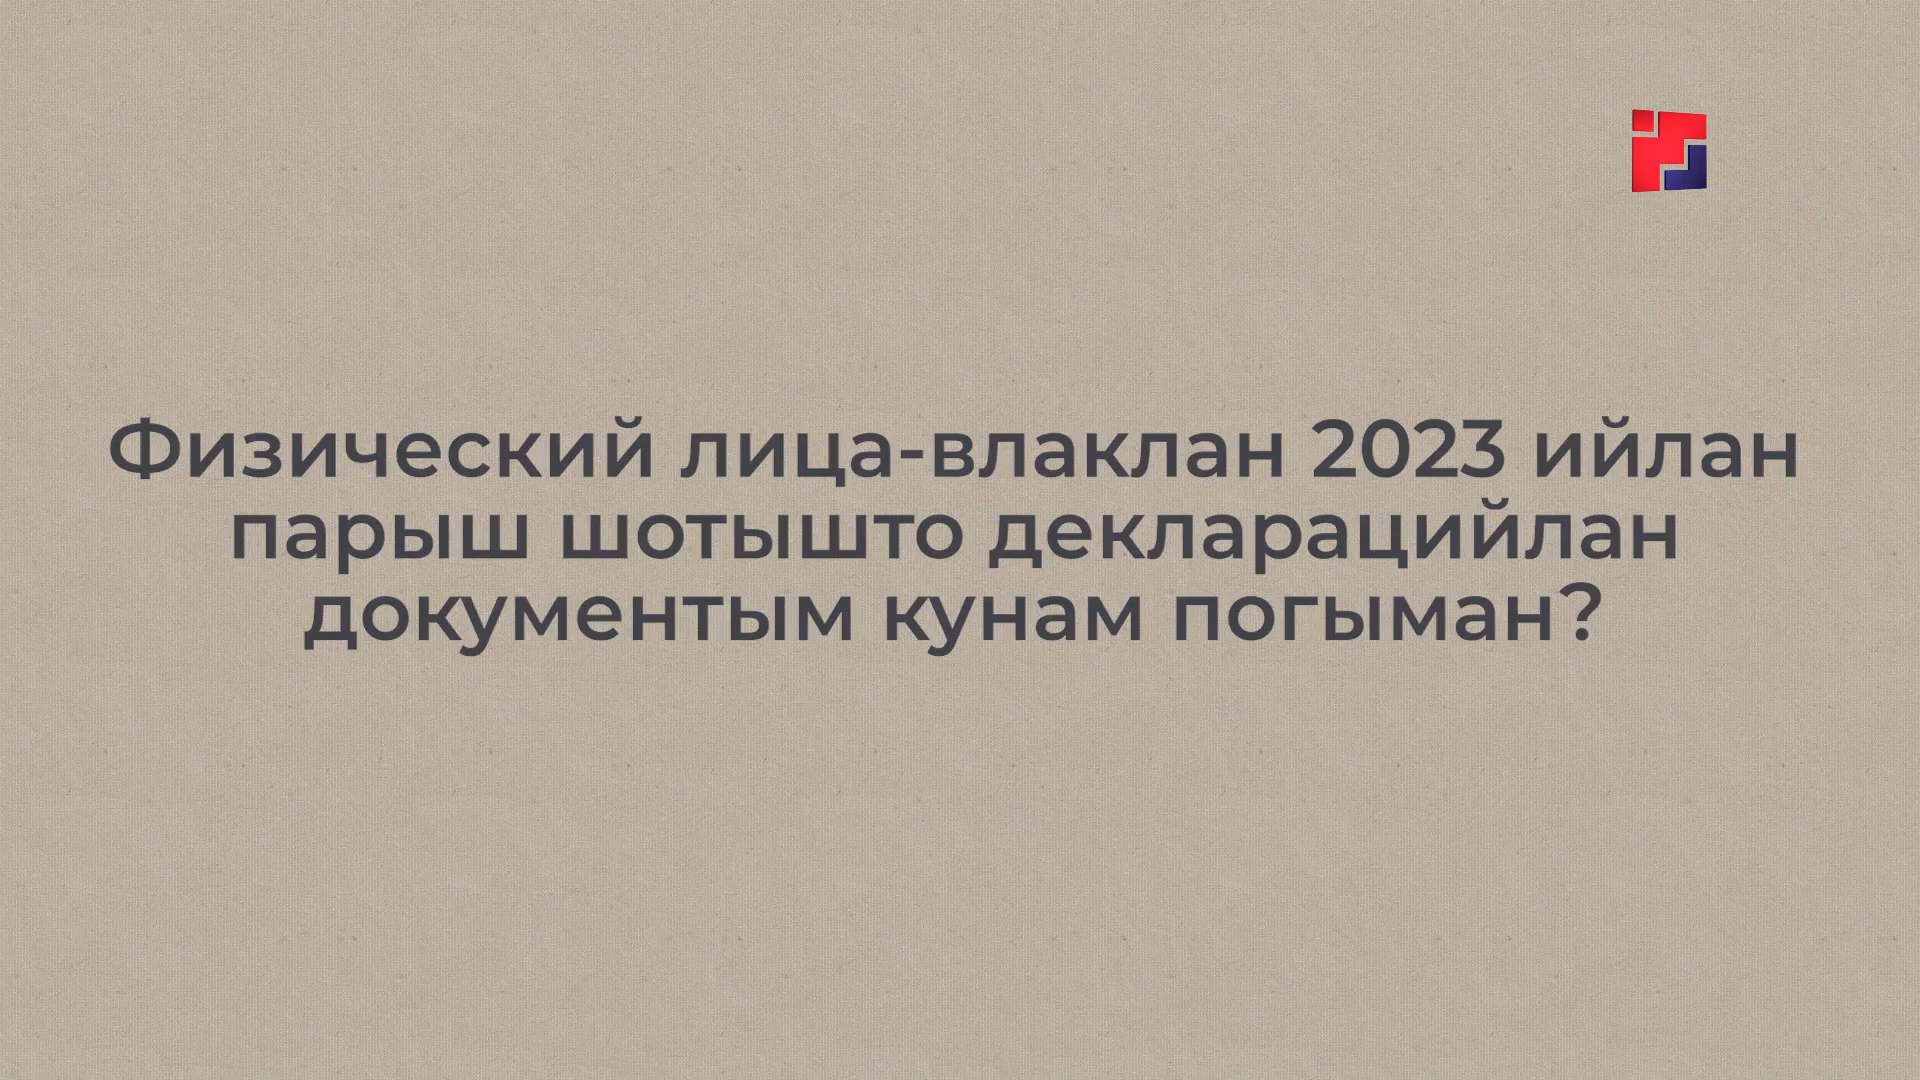 Физический лица-влаклан 2023 ийлан
парыш шотышто декларацийлан
документым кунам погыман?